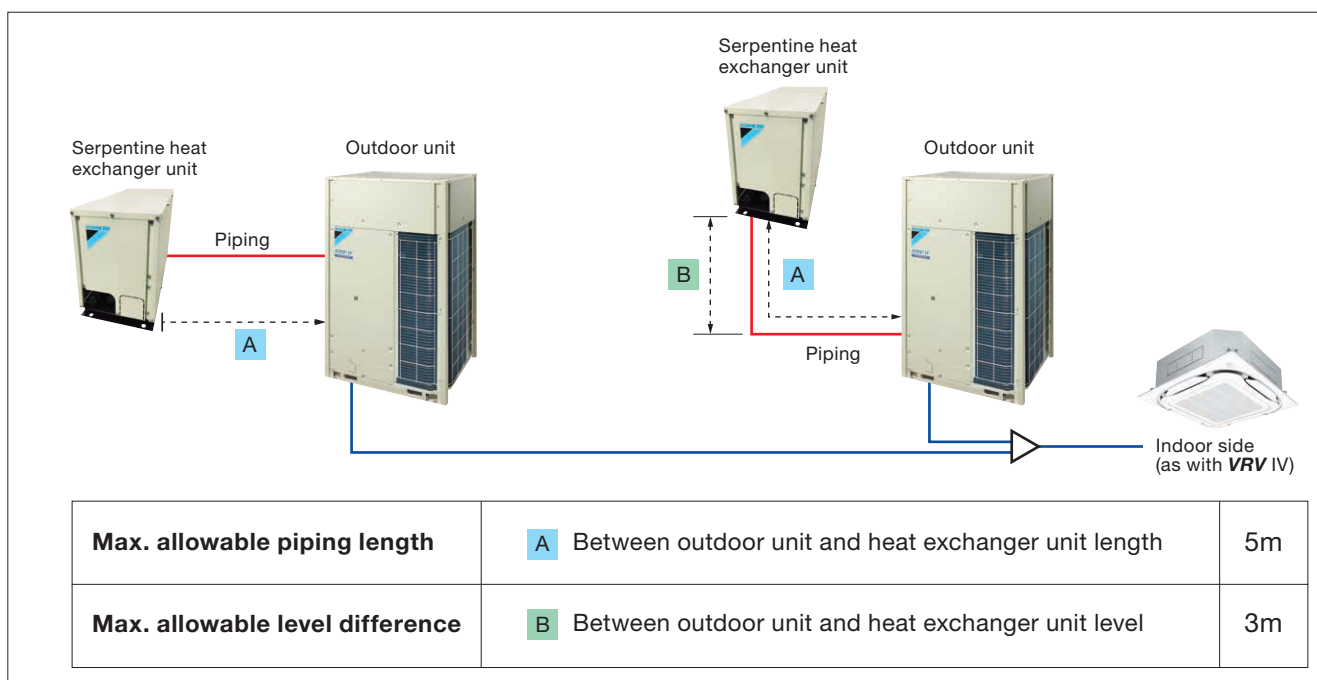 Serpentine heat
exchanger unit
Outdoor unit
Piping
A
Serpentine heat
exchanger unit
Outdoor unit
B
A
Piping
Indoor side
(as with VRV IV)
Max. allowable piping length
A Between outdoor unit and heat exchanger unit length
5m
Max. allowable level difference
B Between outdoor unit and heat exchanger unit level
3m